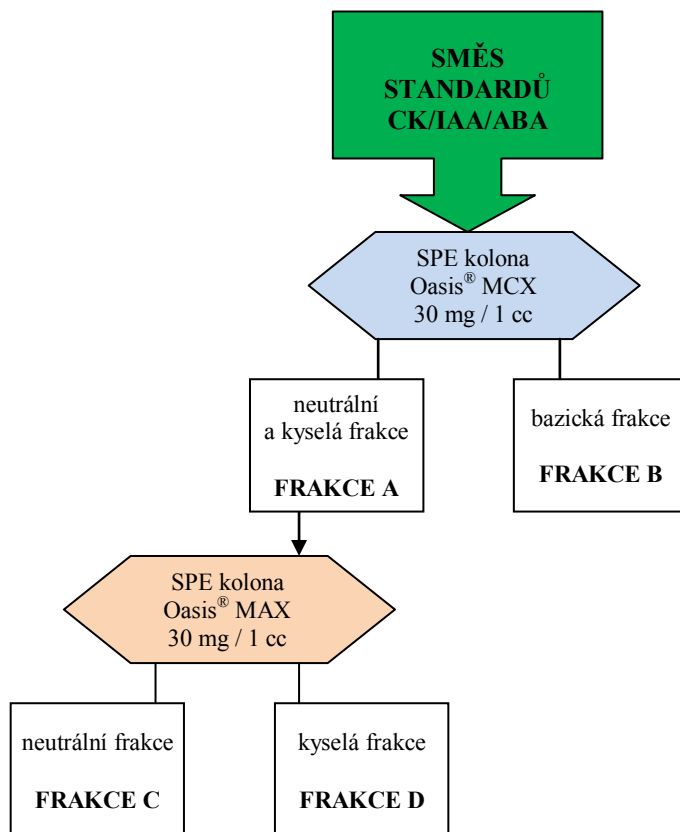 SMĚS
STANDARDŮ
CK/IAA/ABA
SPE kolona
Oasis® MCX
30 mg / 1 cc
neutrální
a kyselá frakce
FRAKCE A
bazická frakce
FRAKCE B
SPE kolona
Oasis® MAX
30 mg / 1 cc
neutrální frakce
FRAKCE C
kyselá frakce
FRAKCE D